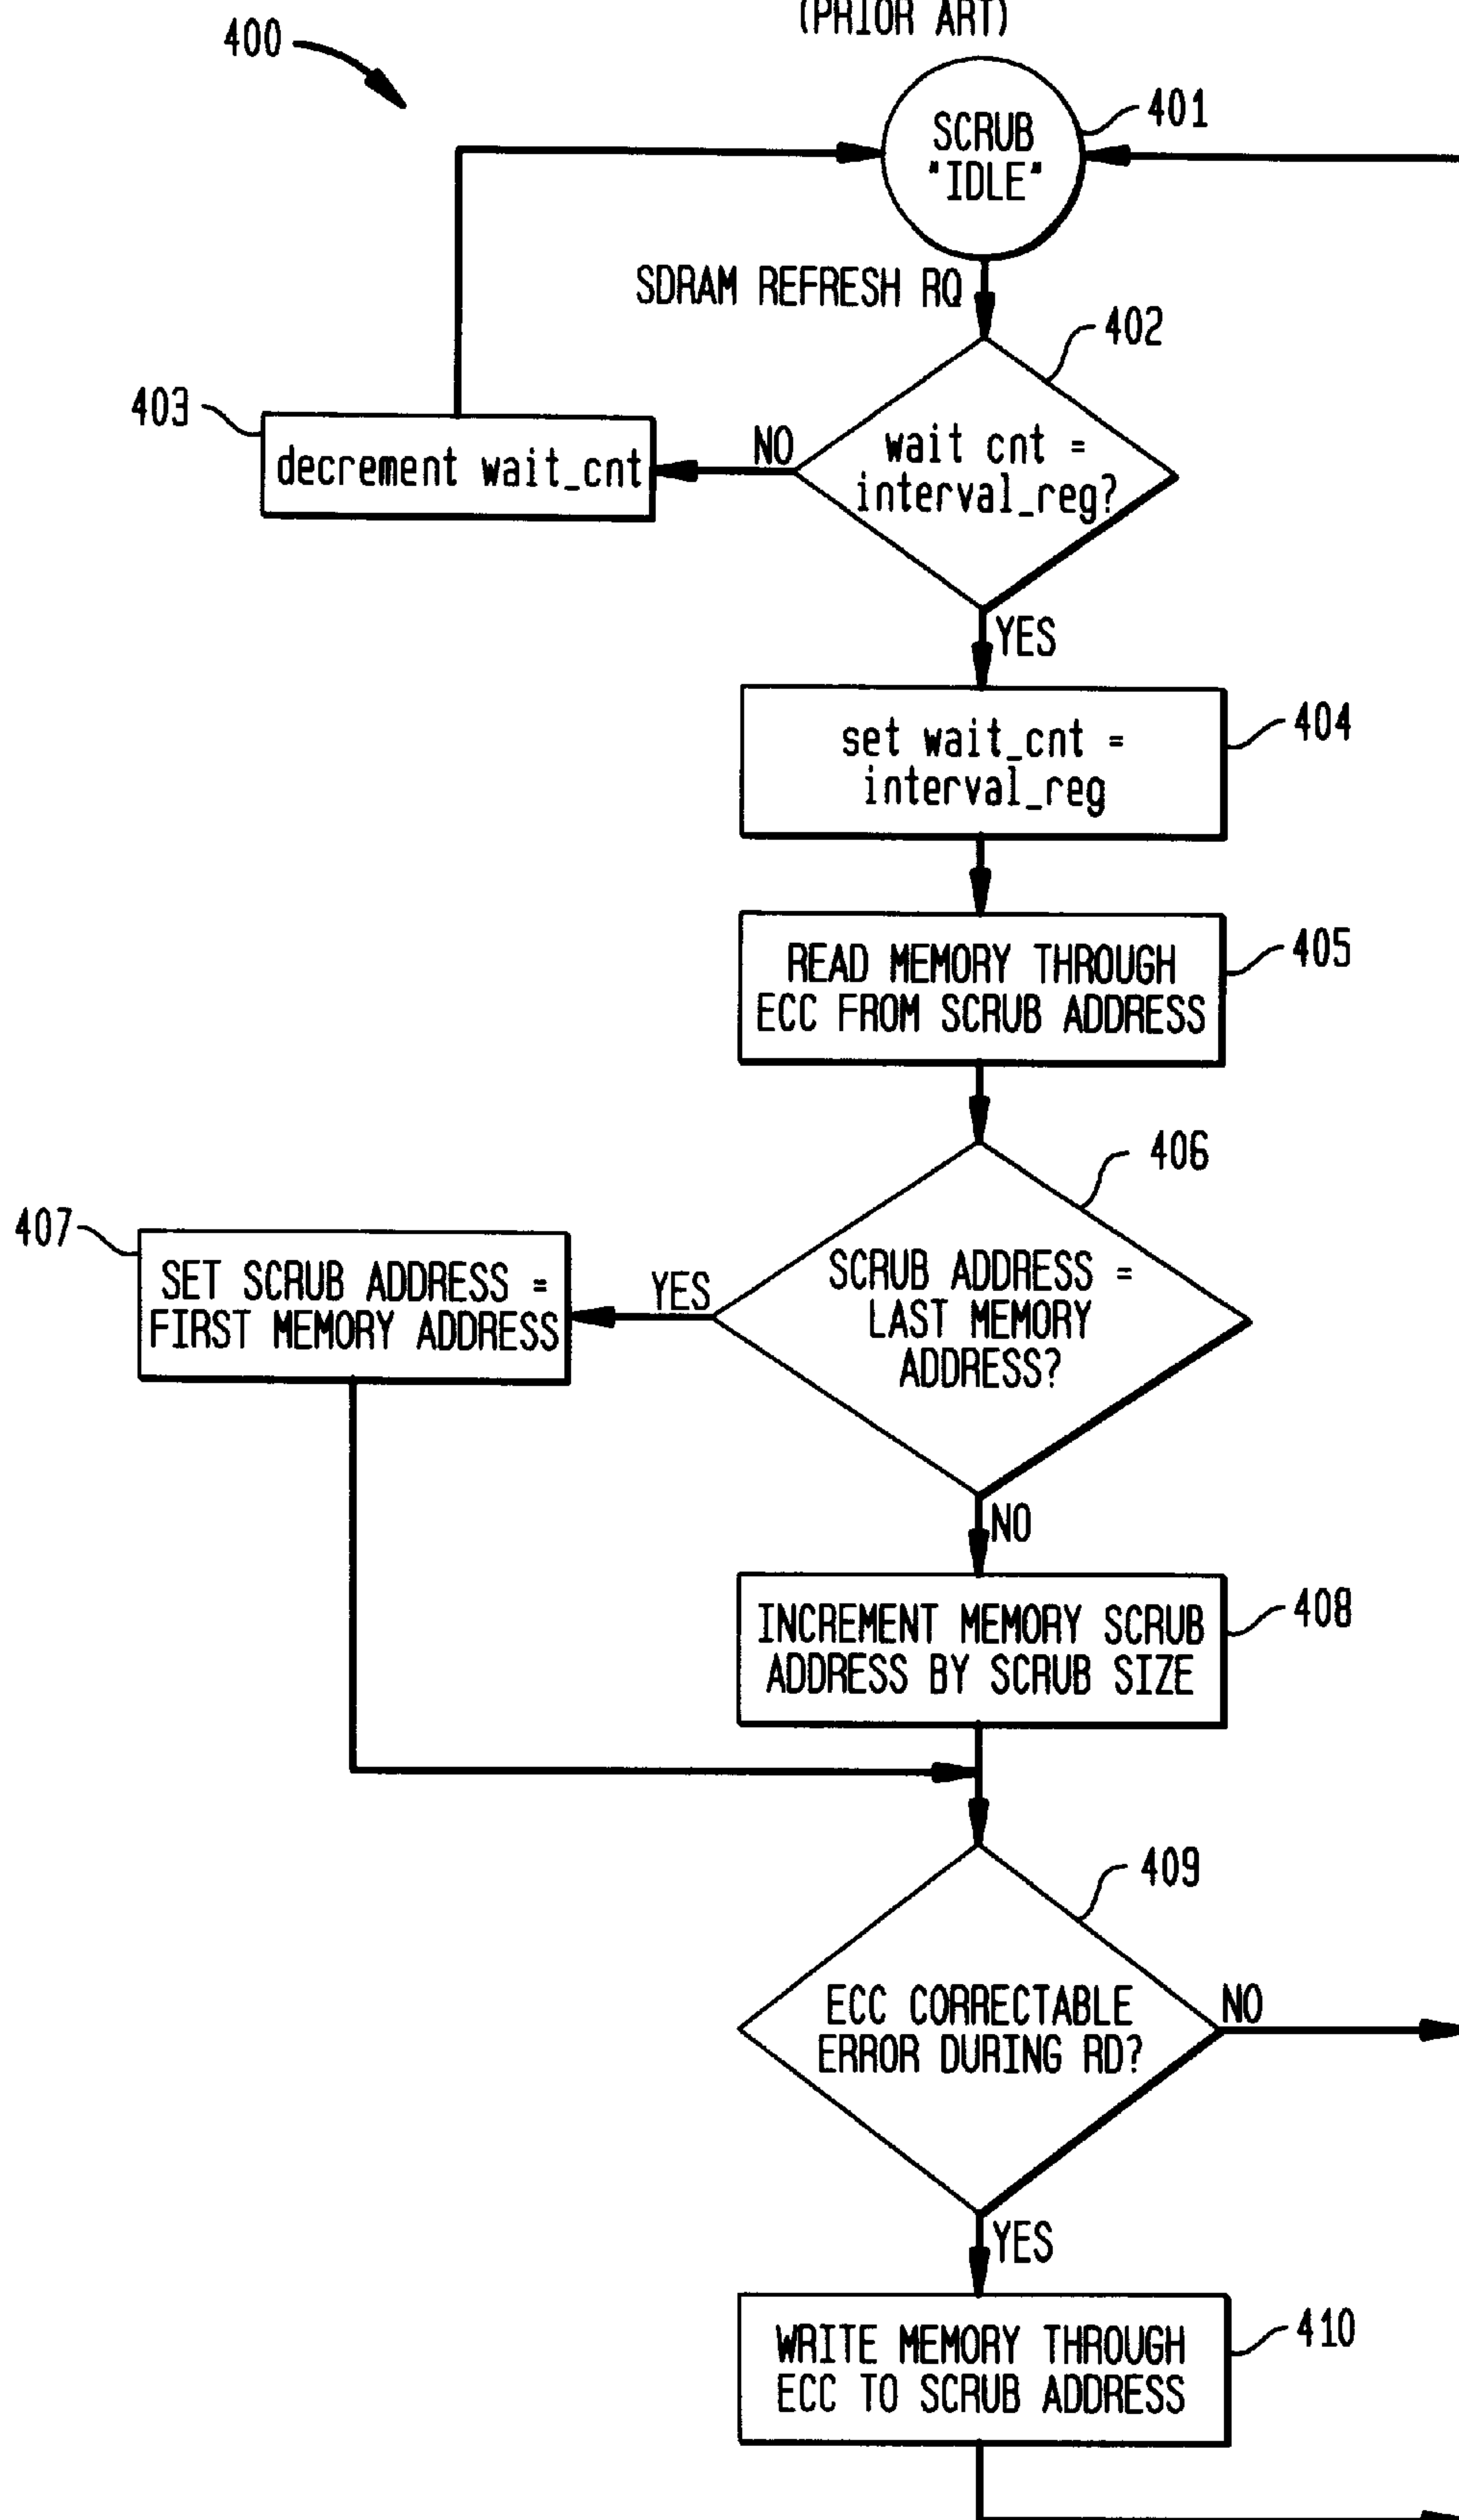 (PRIOR ART)
400
401
SCRUB
"IDLE"
SDRAM REFRESH RQ
402
403
decrement wait_cnt
NO
wait cnt =
interval_reg?
YES
set wait_cnt =
interval_reg
404
READ MEMORY THROUGH
ECC FROM SCRUB ADDRESS
405
406
407
SET SCRUB ADDRESS =
FIRST MEMORY ADDRESS
YES
SCRUB ADDRESS =
LAST MEMORY
ADDRESS?
NO
INCREMENT MEMORY SCRUB
ADDRESS BY SCRUB SIZE
408
409
ECC CORRECTABLE
ERROR DURING RD?
NO
YES
WRITE MEMORY THROUGH
ECC TO SCRUB ADDRESS
410